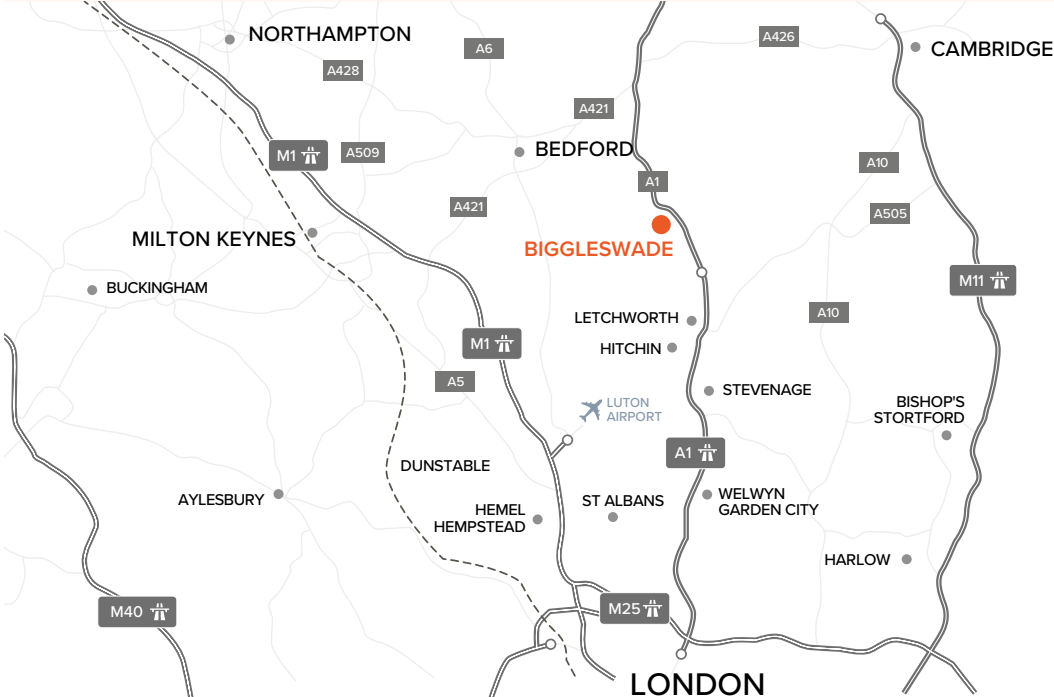 NORTHAMPTON
A6
A426
CAMBRIDGE
A428
A421
M1
A509
BEDFORD
A10
A1
A421
A505
MILTON KEYNES
BIGGLESWADE
M11
BUCKINGHAM
A10
LETCHWORTH
M1
HITCHIN
A5
STEVENAGE
LUTON
AIRPORT
BISHOP'S
STORTFORD
A1
DUNSTABLE
AYLESBURY
ST ALBANS
WELWYN
GARDEN CITY
HEMEL
HEMPSTEAD
HARLOW
M40
M25
LONDON